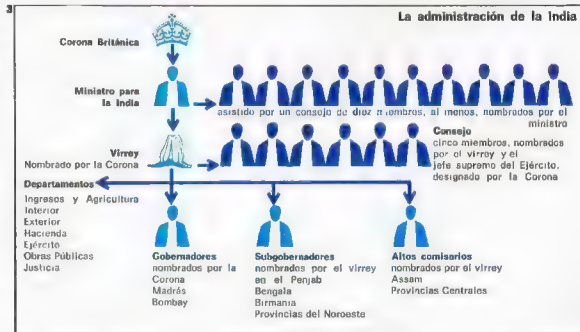 3
La administración de la India
Corona Británica
Ministro para
la India
asistido por un consejo de diez miembros, al menos, nombrados por el
ministro
Virrey
Nombrado por la Corona
Consejo
cinco miembros, nombrados
por el virrey y el
jefe supremo del Ejército,
designado por la Corona
Departamentos
Ingresos y Agricultura
Interior
Exterior
Hacienda
Ejército
Obras Públicas
Justicia
Gobernadores
nombrados por la
Corona
Madrás
Bombay
Subgobernadores
nombrados por el virrey
en el Penjab
Bengala
Birmania
Provincias del Noroeste
Altos comisarios
nombrados por el virrey
Assam
Provincias Centrales